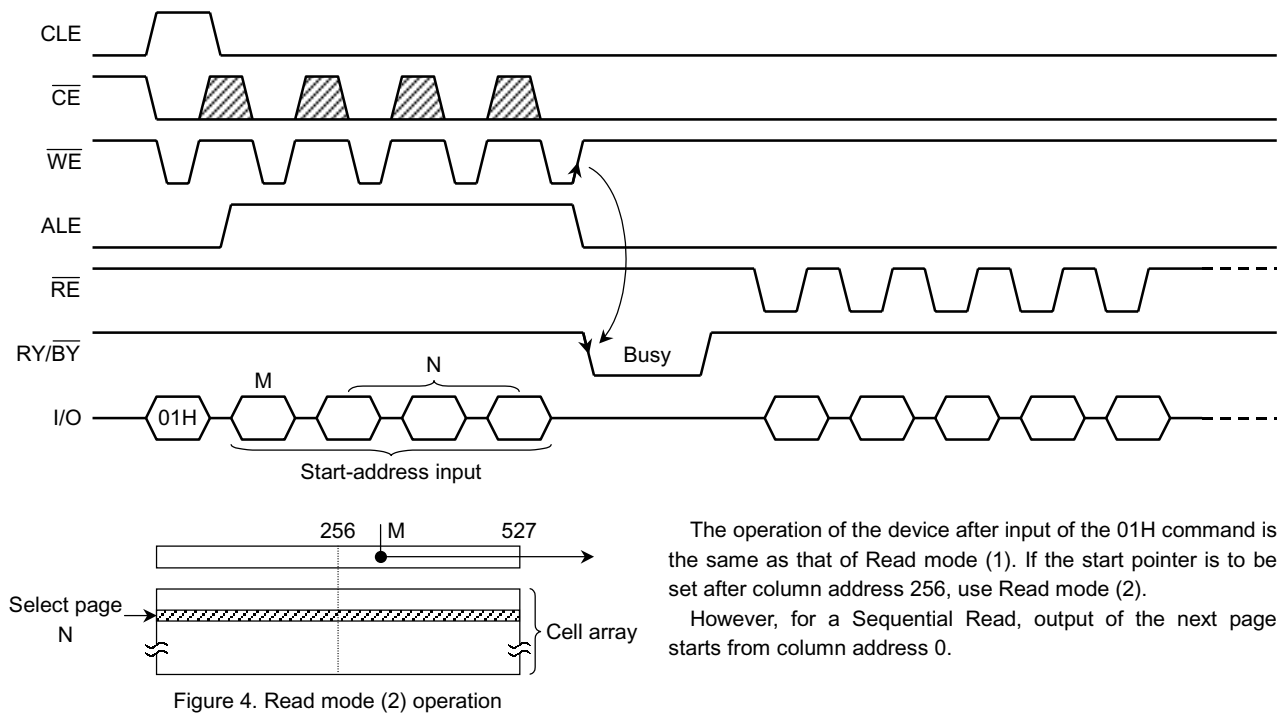 CLE
CE
WE
ALE
RE
RY/BY
Busy
M
N
I/O
01H
Start-address input
256
M
527
Select page
N
Cell array
Figure 4. Read mode (2) operation
The operation of the device after input of the 01H command is
the same as that of Read mode (1). If the start pointer is to be
set after column address 256, use Read mode (2).
However, for a Sequential Read, output of the next page
starts from column address 0.